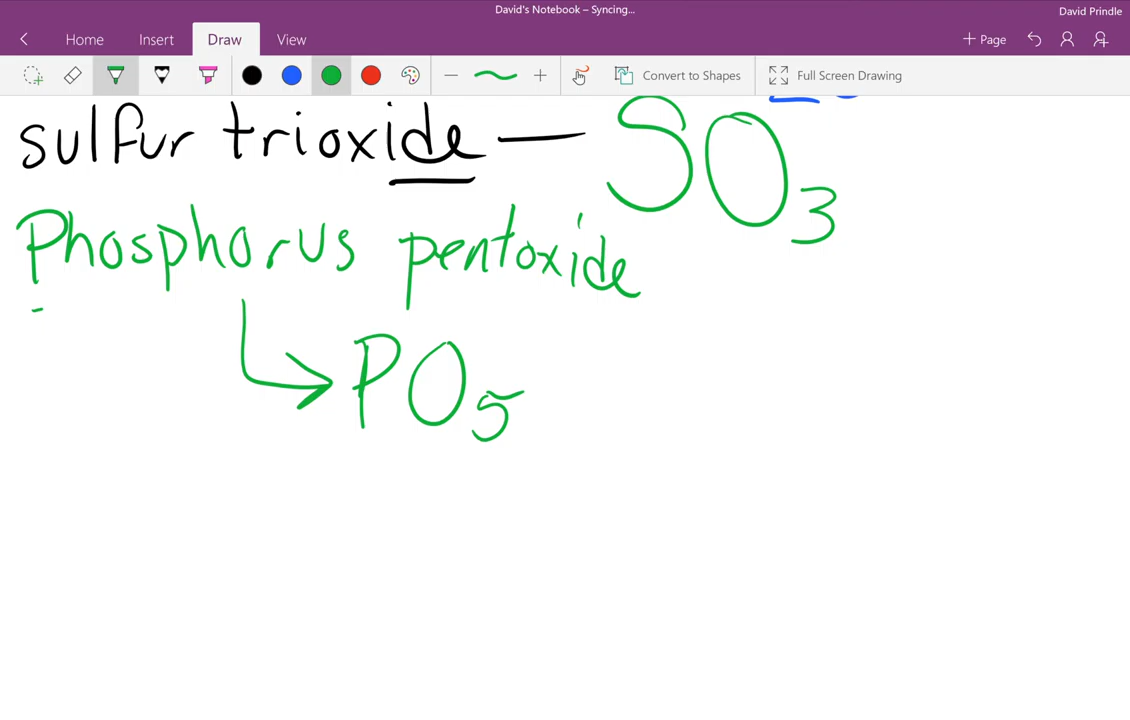 David's Notebook – Syncing...
David Prindle
Home Insert Draw View
Page
Convert to Shapes Full Screen Drawing
sulfur trioxide — SO₃
Phosphorus pentoxide
PO₅